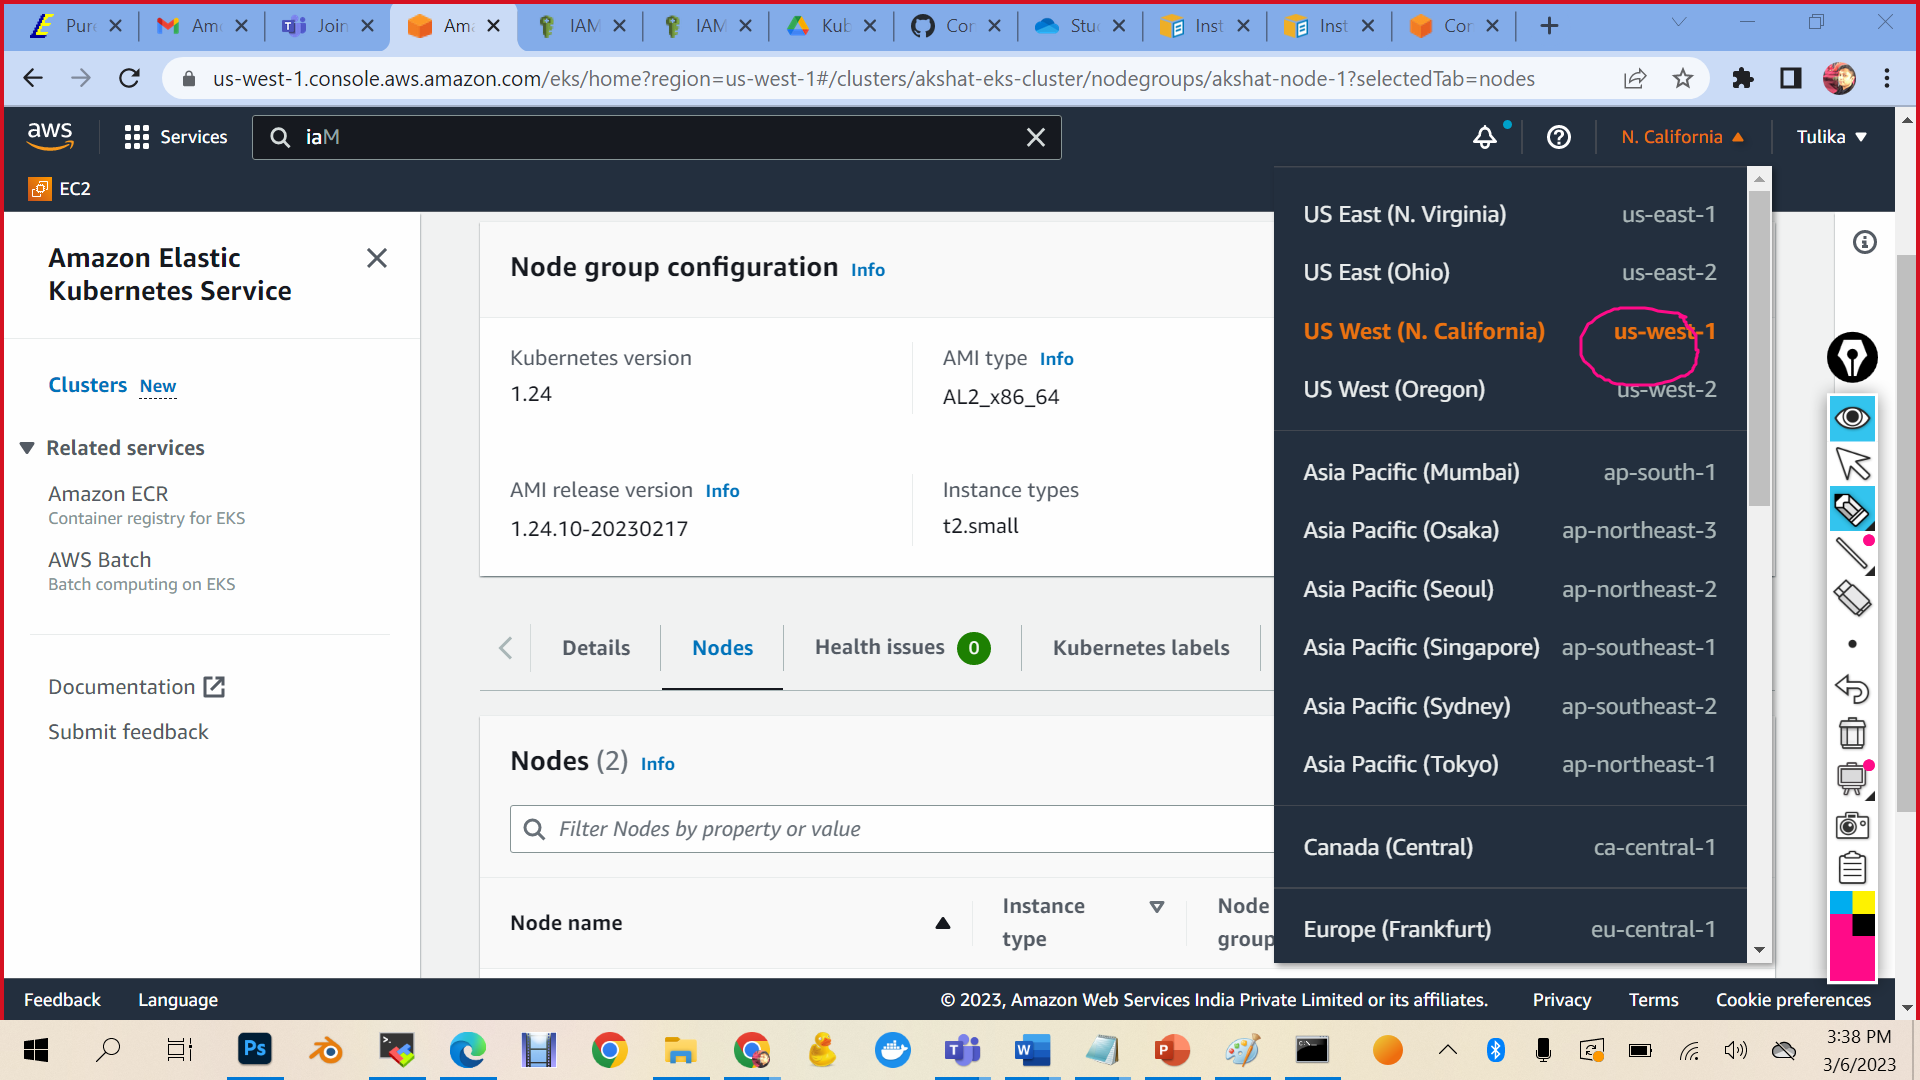 Pur
Am
Join
Ama
IAM
IAM
Kub
Con
Stu
Inst
Inst
Con
us-west-1.console.aws.amazon.com/eks/home?region=us-west-1#/clusters/akshat-eks-cluster/nodegroups/akshat-node-1?selectedTab=nodes
aws
Services
iaM
N. California
Tulika
EC2
Amazon Elastic
Kubernetes Service
Clusters New
Related services
Amazon ECR
Container registry for EKS
AWS Batch
Batch computing on EKS
Documentation
Submit feedback
Node group configuration Info
Kubernetes version
1.24
AMI type Info
AL2_x86_64
AMI release version Info
1.24.10-20230217
Instance types
t2.small
Details
Nodes
Health issues 0
Kubernetes labels
Nodes (2) Info
Filter Nodes by property or value
Node name
Instance
type
Node
group
US East (N. Virginia) us-east-1
US East (Ohio) us-east-2
US West (N. California) us-west-1
US West (Oregon) us-west-2
Asia Pacific (Mumbai) ap-south-1
Asia Pacific (Osaka) ap-northeast-3
Asia Pacific (Seoul) ap-northeast-2
Asia Pacific (Singapore) ap-southeast-1
Asia Pacific (Sydney) ap-southeast-2
Asia Pacific (Tokyo) ap-northeast-1
Canada (Central) ca-central-1
Europe (Frankfurt) eu-central-1
Feedback
Language
© 2023, Amazon Web Services India Private Limited or its affiliates.
Privacy
Terms
Cookie preferences
Ps
W
P
3:38 PM
3/6/2023